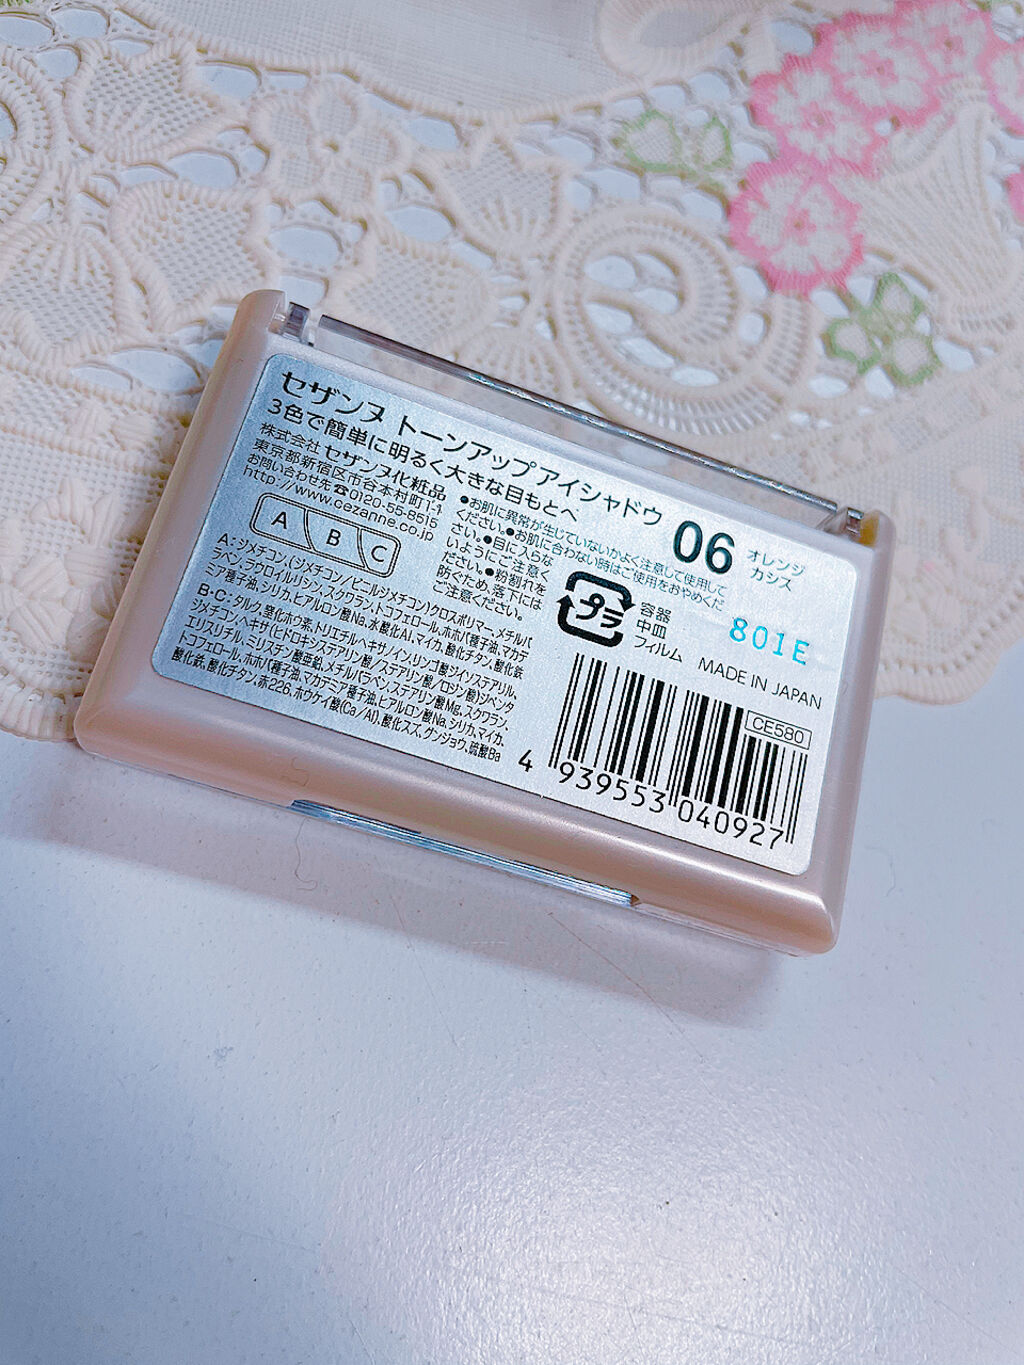 セザンヌ トーンアップアイシャドウ
3色で簡単に明るく大きな目もとへ
06 オレンジ
カシス
株式会社 セザンヌ化粧品
東京都新宿区市谷本村町1-1
お問い合わせ先☎0120-55-8515
http://www.cezanne.co.jp
A B C
●お肌に異常が生じていないかよく注意して使用して
ください。●お肌に合わない時はご使用をおやめくだ
さい。●目に入らな
いようにご注意く
ださい。●粉割れを
防ぐため、落下には
ご注意ください。
プラ
容器
中皿
フィルム
801E
MADE IN JAPAN
CE580
A:ジメチコン、(ジメチコン/ビニルジメチコン)クロスポリマー、メチルパ
ラベン、ラウロイルリシン、スクワラン、トコフェロール、ホホバ種子油、マカデ
ミア種子油、シリカ、ヒアルロン酸Na、水酸化Al、マイカ、酸化チタン、酸化鉄
B・C:タルク、窒化ホウ素、トリエチルヘキサノイン、リンゴ酸ジイソステアリル、
ジメチコン、ヘキサ(ヒドロキシステアリン酸/ステアリン酸/ロジン酸)ジペンタ
エリスリチル、ミリスチン酸亜鉛、メチルパラベン、ステアリン酸Mg、スクワラン、
トコフェロール、ホホバ種子油、マカデミア種子油、ヒアルロン酸Na、シリカ、マイカ、
酸化鉄、酸化チタン、赤226、ホウケイ酸(Ca/Al)、酸化スズ、グンジョウ、硫酸Ba
4 939553 040927